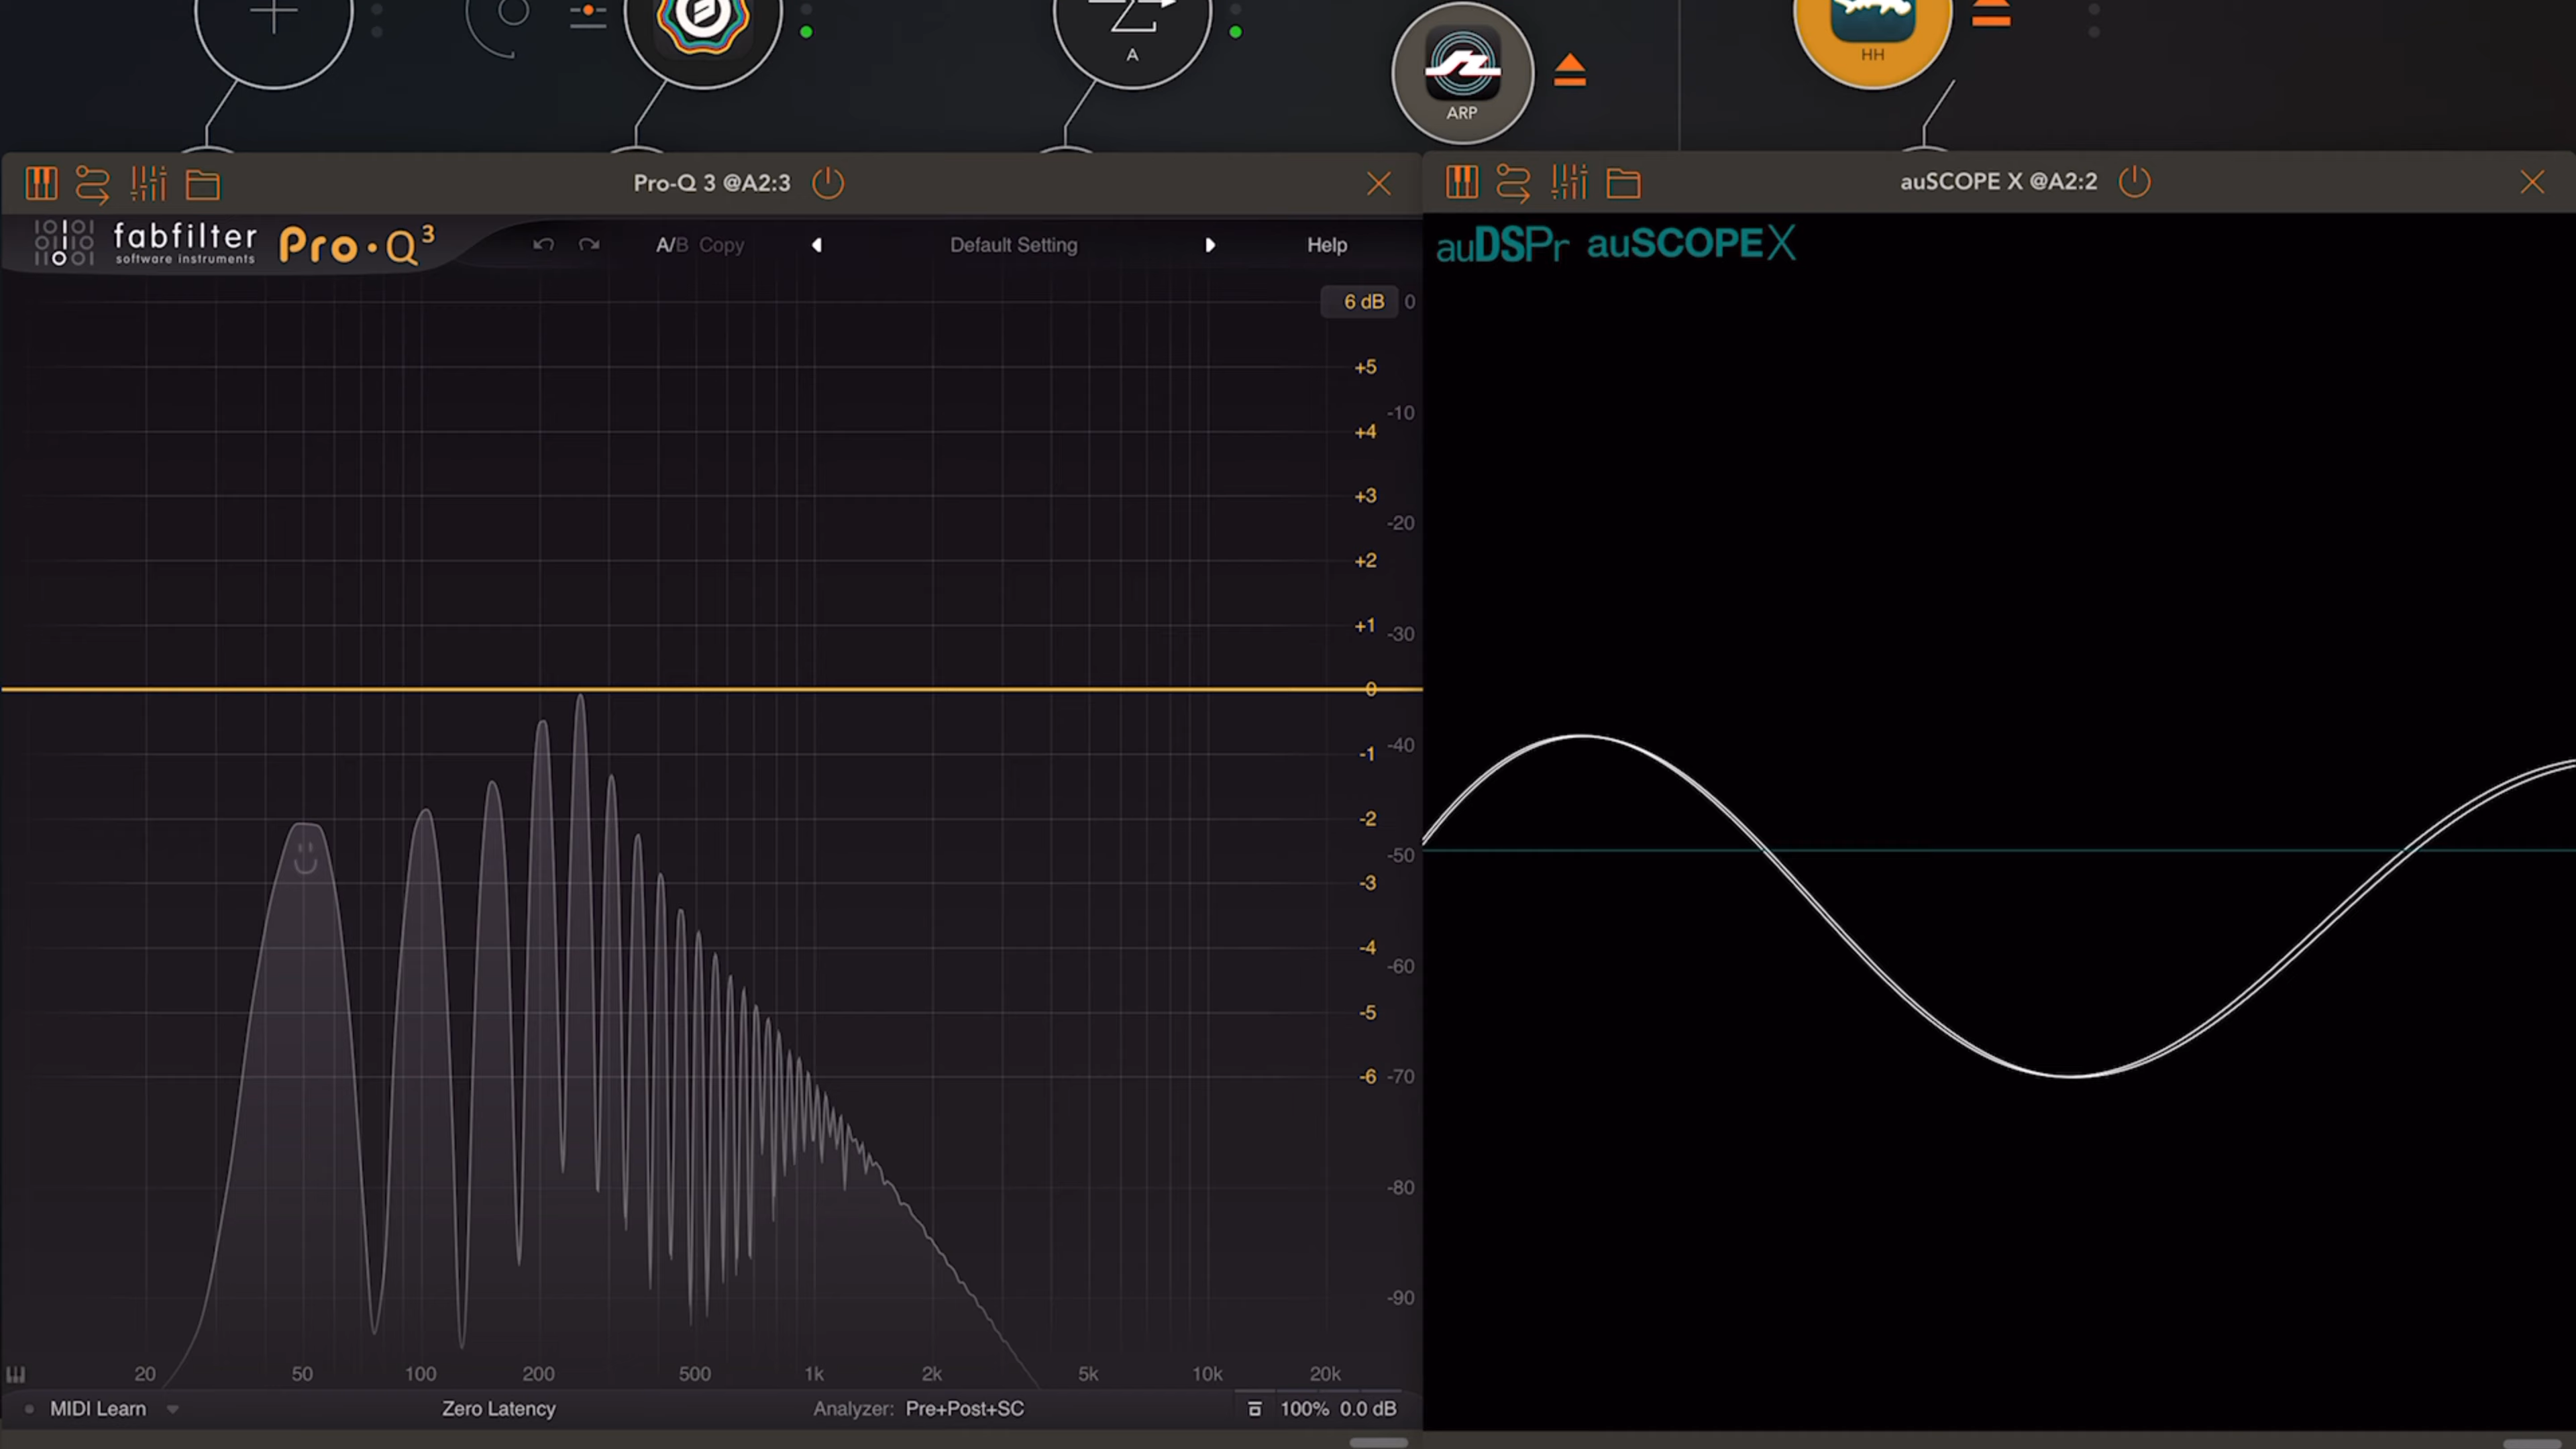 A
ARP
HH
Pro-Q 3 @A2:3
auSCOPE X @A2:2
fabfilter Pro·Q 3
software instruments
A/B Copy
Default Setting
Help
auDSPr auSCOPEX
6 dB 0
+5
-10
+4
+3
-20
+2
+1
-30
0
-1
-40
-2
-50
-3
-4
-60
-5
-6 -70
-80
-90
20 50 100 200 500 1k 2k 5k 10k 20k
MIDI Learn
Zero Latency
Analyzer: Pre+Post+SC
100% 0.0 dB